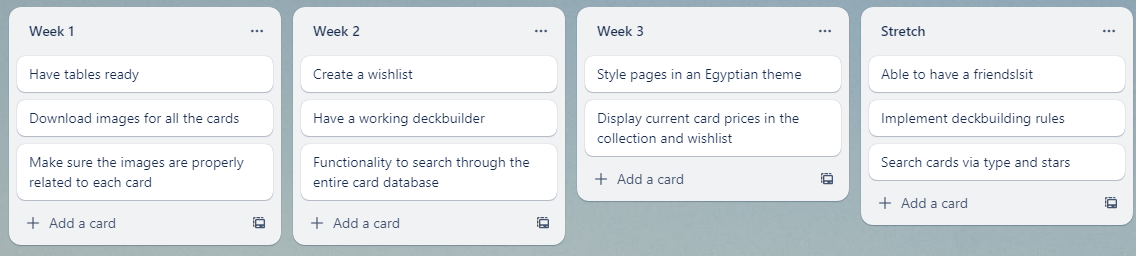 Week 1
Have tables ready
Download images for all the cards
Make sure the images are properly
related to each card
Add a card
Week 2
Create a wishlist
Have a working deckbuilder
Functionality to search through the
entire card database
Add a card
Week 3
Style pages in an Egyptian theme
Display current card prices in the
collection and wishlist
Add a card
Stretch
Able to have a friendslsit
Implement deckbuilding rules
Search cards via type and stars
Add a card